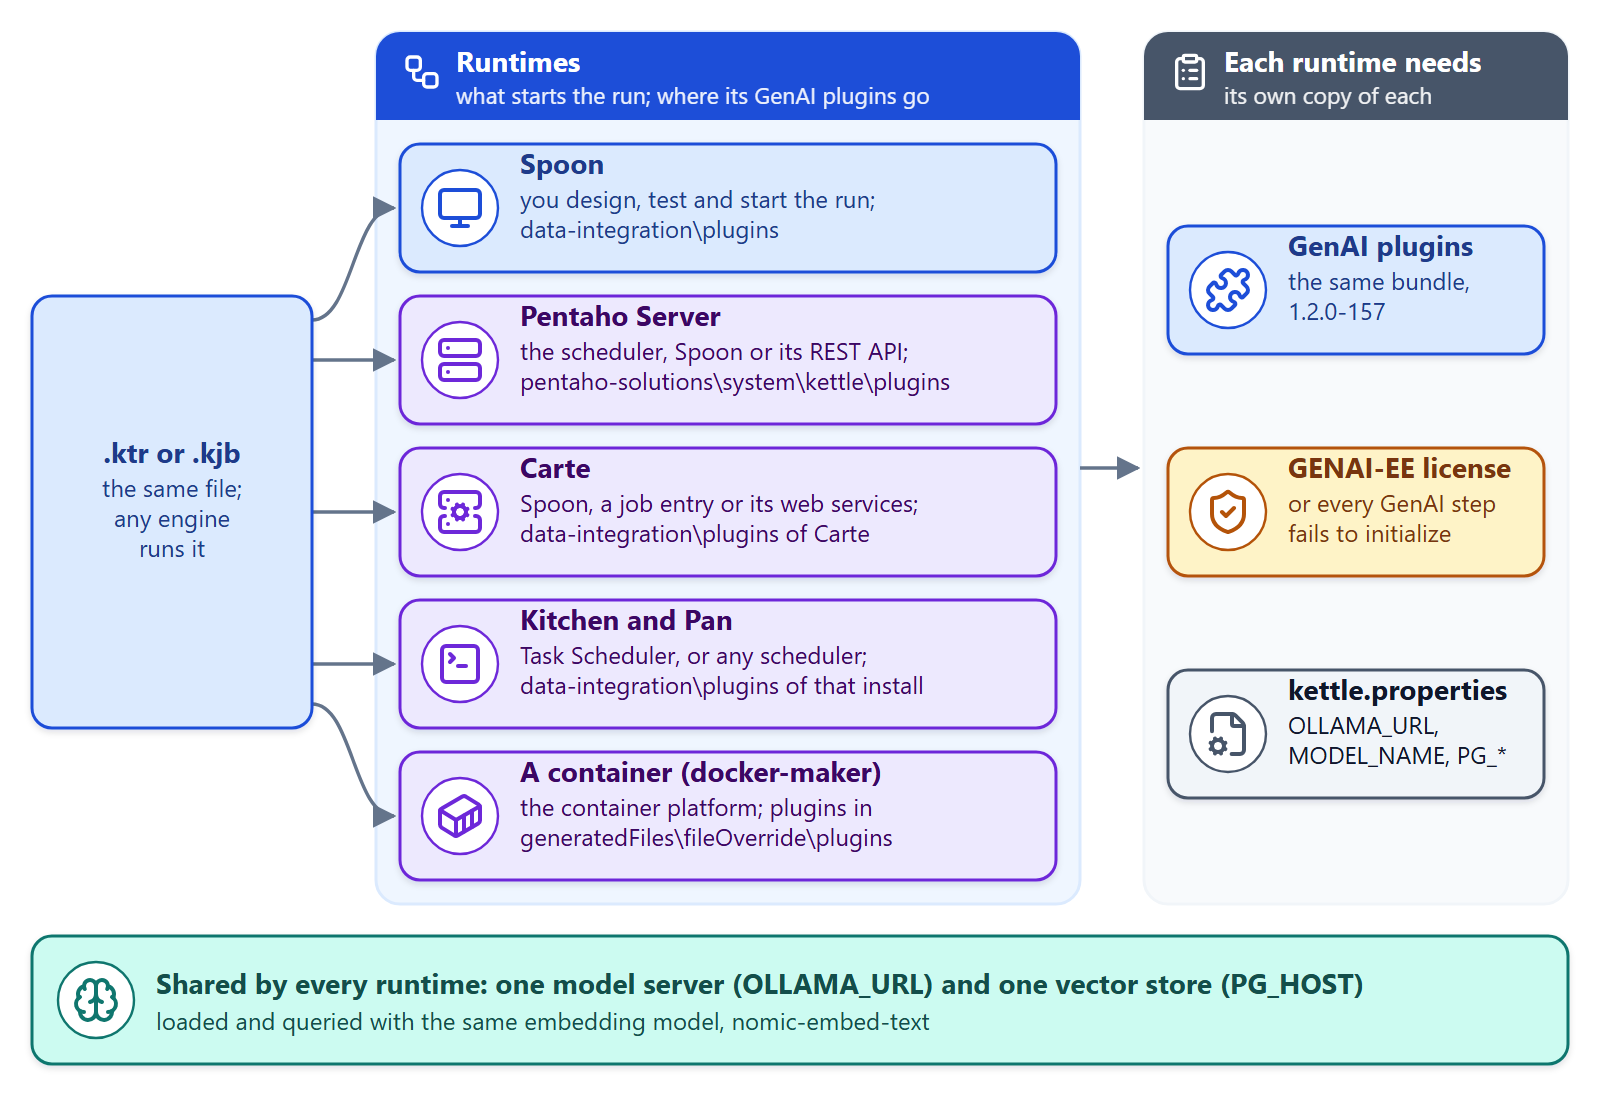 Runtimes
what starts the run; where its GenAI plugins go
Each runtime needs
its own copy of each
.ktr or .kjb
the same file;
any engine
runs it
Spoon
you design, test and start the run;
data-integration\plugins
Pentaho Server
the scheduler, Spoon or its REST API;
pentaho-solutions\system\kettle\plugins
Carte
Spoon, a job entry or its web services;
data-integration\plugins of Carte
Kitchen and Pan
Task Scheduler, or any scheduler;
data-integration\plugins of that install
A container (docker-maker)
the container platform; plugins in
generatedFiles\fileOverride\plugins
GenAI plugins
the same bundle,
1.2.0-157
GENAI-EE license
or every GenAI step
fails to initialize
kettle.properties
OLLAMA_URL,
MODEL_NAME, PG_*
Shared by every runtime: one model server (OLLAMA_URL) and one vector store (PG_HOST)
loaded and queried with the same embedding model, nomic-embed-text